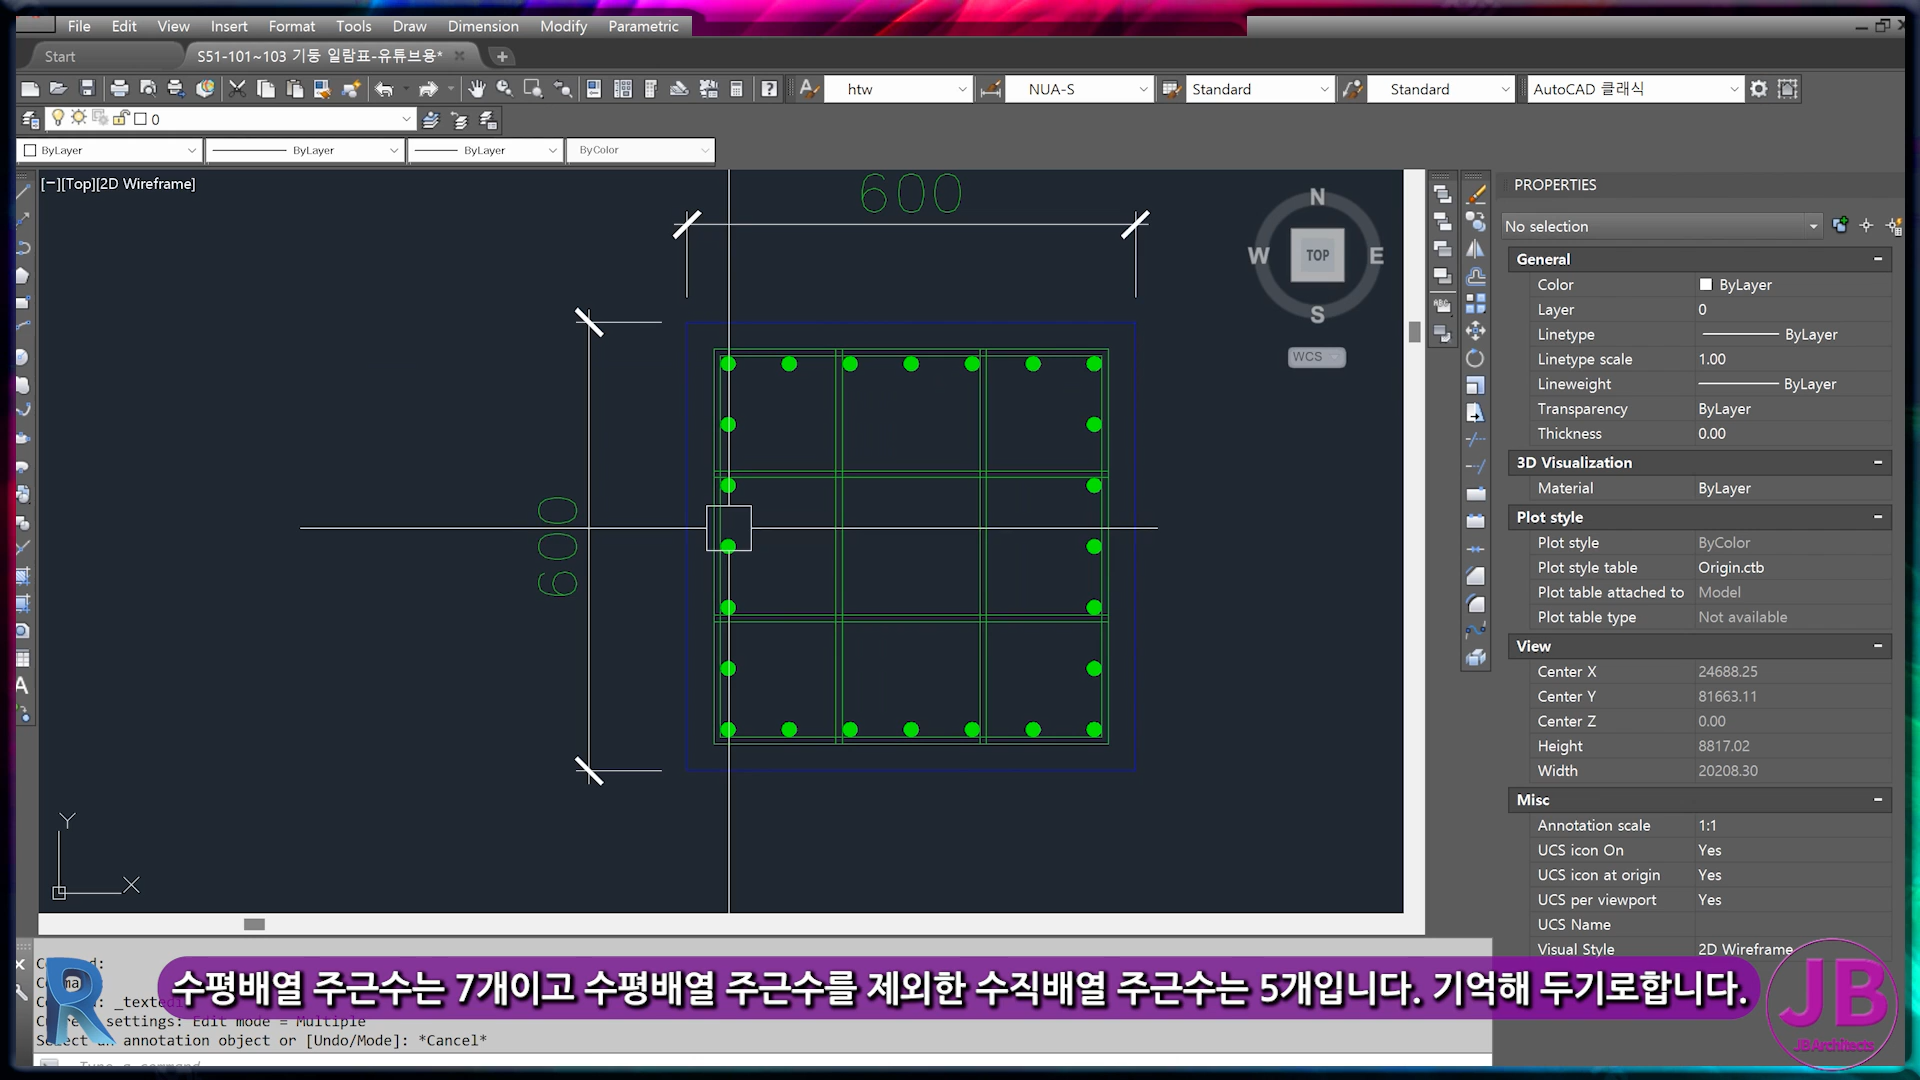 File Edit View Insert Format Tools Draw Dimension Modify Parametric
Start S51-101~103 기둥 일람표-유튜브용*
htw NUA-S Standard Standard AutoCAD 클래식
0
ByLayer ByLayer ByLayer ByColor
[−][Top][2D Wireframe]
600
600
N
W TOP E
S
WCS
Y
X
ABC
A
PROPERTIES
No selection
General
Color ByLayer
Layer 0
Linetype ByLayer
Linetype scale 1.00
Lineweight ByLayer
Transparency ByLayer
Thickness 0.00
3D Visualization
Material ByLayer
Plot style
Plot style ByColor
Plot style table Origin.ctb
Plot table attached to Model
Plot table type Not available
View
Center X 24688.25
Center Y 81663.11
Center Z 0.00
Height 8817.02
Width 20208.30
Misc
Annotation scale 1:1
UCS icon On Yes
UCS icon at origin Yes
UCS per viewport Yes
UCS Name
Visual Style 2D Wireframe
수평배열 주근수는 7개이고 수평배열 주근수를 제외한 수직배열 주근수는 5개입니다. 기억해 두기로합니다.
settings: Edit mode = Multiple
Select an annotation object or [Undo/Mode]: *Cancel*
R
JB
JB Architects